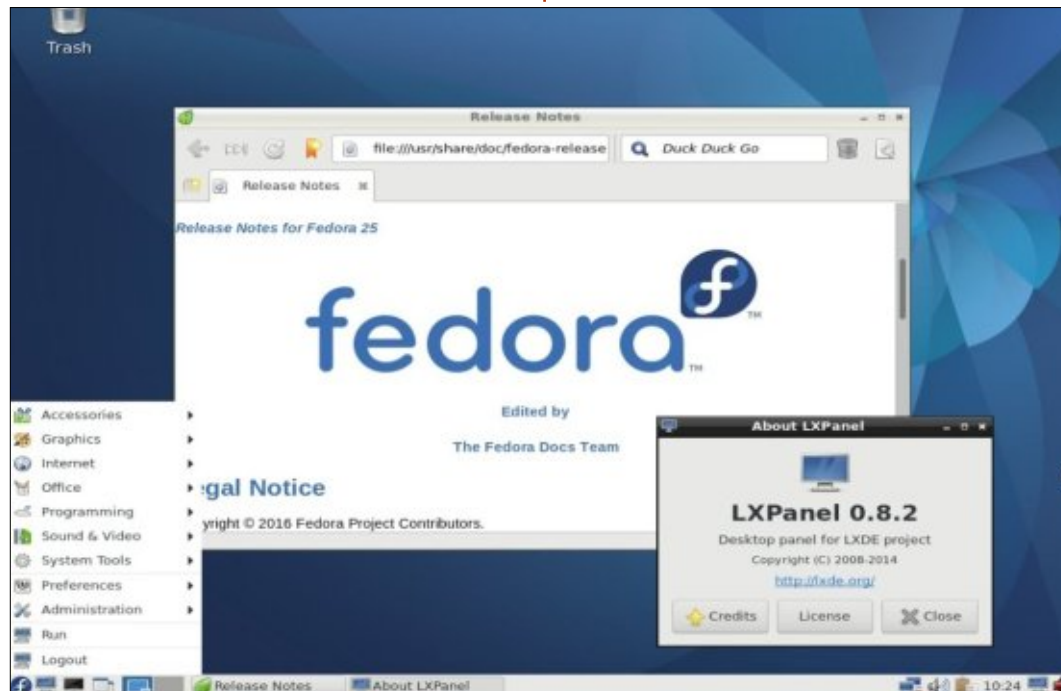 Trash
Release Notes
file:///usr/share/doc/fedora-release
Duck Duck Go
Release Notes
Release Notes for Fedora 25
fedora
TM
TM
Edited by
The Fedora Docs Team
egal Notice
yright © 2016 Fedora Project Contributors.
Accessories
Graphics
Internet
Office
Programming
Sound & Video
System Tools
Preferences
Administration
Run
Logout
About LXPanel
LXPanel 0.8.2
Desktop panel for LXDE project
Copyright (C) 2008-2014
http://lxde.org/
Credits
License
Close
Release Notes
About LXPanel
10:24